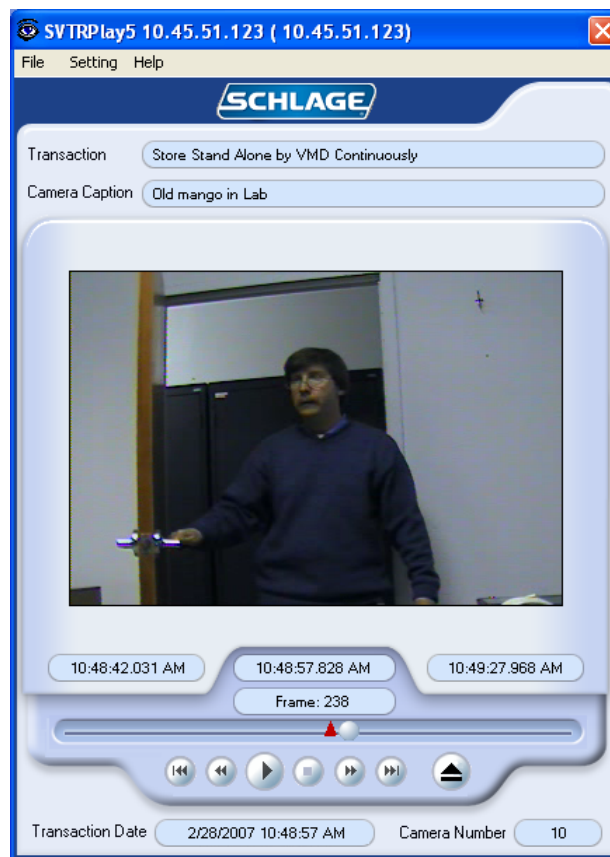 SVTRPlay5 10.45.51.123 ( 10.45.51.123)
File Setting Help
SCHLAGE
Transaction Store Stand Alone by VMD Continuously
Camera Caption Old mango in Lab
10:48:42.031 AM 10:48:57.828 AM 10:49:27.968 AM
Frame: 238
Transaction Date 2/28/2007 10:48:57 AM Camera Number 10